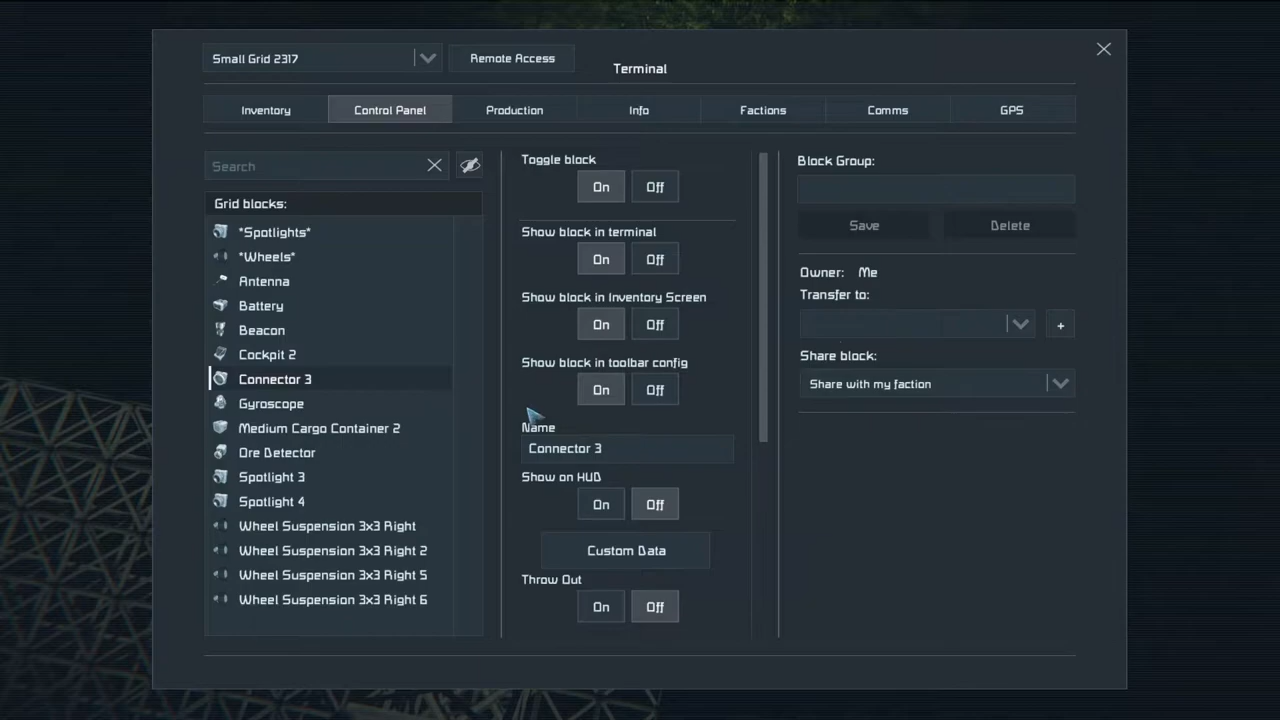 Small Grid 2317
Remote Access
Terminal
Inventory
Control Panel
Production
Info
Factions
Comms
GPS
Search
Grid blocks:
*Spotlights*
*Wheels*
Antenna
Battery
Beacon
Cockpit 2
Connector 3
Gyroscope
Medium Cargo Container 2
Ore Detector
Spotlight 3
Spotlight 4
Wheel Suspension 3x3 Right
Wheel Suspension 3x3 Right 2
Wheel Suspension 3x3 Right 5
Wheel Suspension 3x3 Right 6
Toggle block
On Off
Show block in terminal
On Off
Show block in Inventory Screen
On Off
Show block in toolbar config
On Off
Name
Connector 3
Show on HUD
On Off
Custom Data
Throw Out
On Off
Block Group:
Save
Delete
Owner: Me
Transfer to:
+
Share block:
Share with my faction